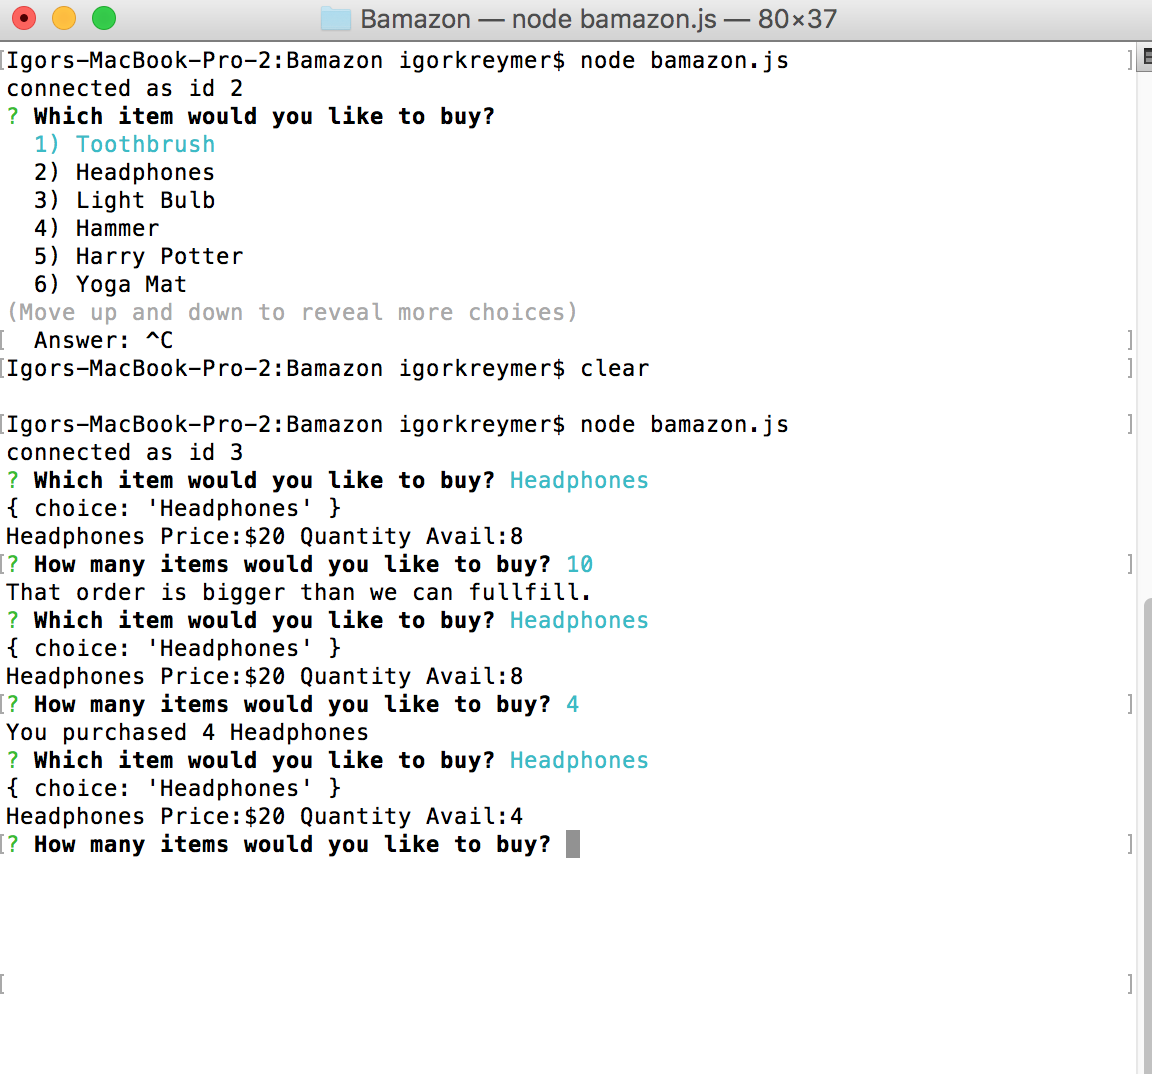 Bamazon — node bamazon.js — 80×37
[Igors-MacBook-Pro-2:Bamazon igorkreymer$ node bamazon.js ]
connected as id 2
? Which item would you like to buy?
1) Toothbrush
2) Headphones
3) Light Bulb
4) Hammer
5) Harry Potter
6) Yoga Mat
(Move up and down to reveal more choices)
[ Answer: ^C ]
[Igors-MacBook-Pro-2:Bamazon igorkreymer$ clear ]
[Igors-MacBook-Pro-2:Bamazon igorkreymer$ node bamazon.js ]
connected as id 3
? Which item would you like to buy? Headphones
{ choice: 'Headphones' }
Headphones Price:$20 Quantity Avail:8
[? How many items would you like to buy? 10 ]
That order is bigger than we can fullfill.
? Which item would you like to buy? Headphones
{ choice: 'Headphones' }
Headphones Price:$20 Quantity Avail:8
[? How many items would you like to buy? 4 ]
You purchased 4 Headphones
? Which item would you like to buy? Headphones
{ choice: 'Headphones' }
Headphones Price:$20 Quantity Avail:4
[? How many items would you like to buy? ]
[ ]